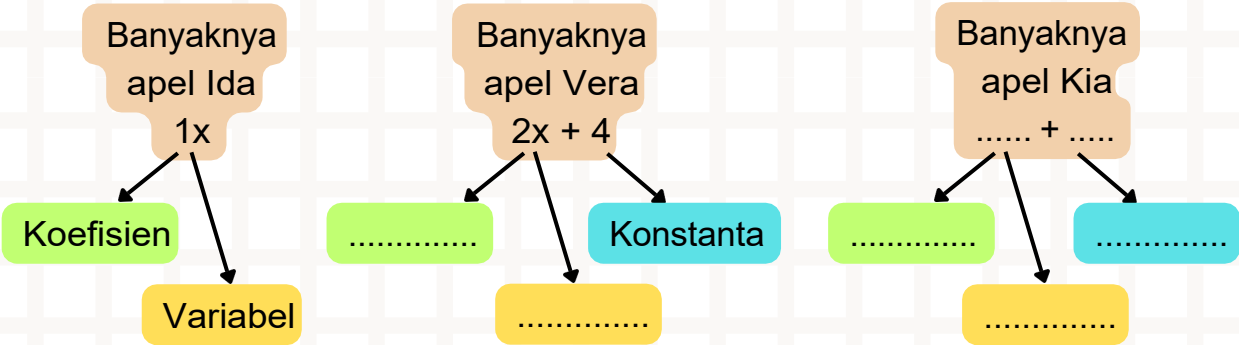 Banyaknya
apel Ida
1x
Koefisien
Variabel
Banyaknya
apel Vera
2x + 4
..............
Konstanta
..............
Banyaknya
apel Kia
...... + .....
..............
..............
..............